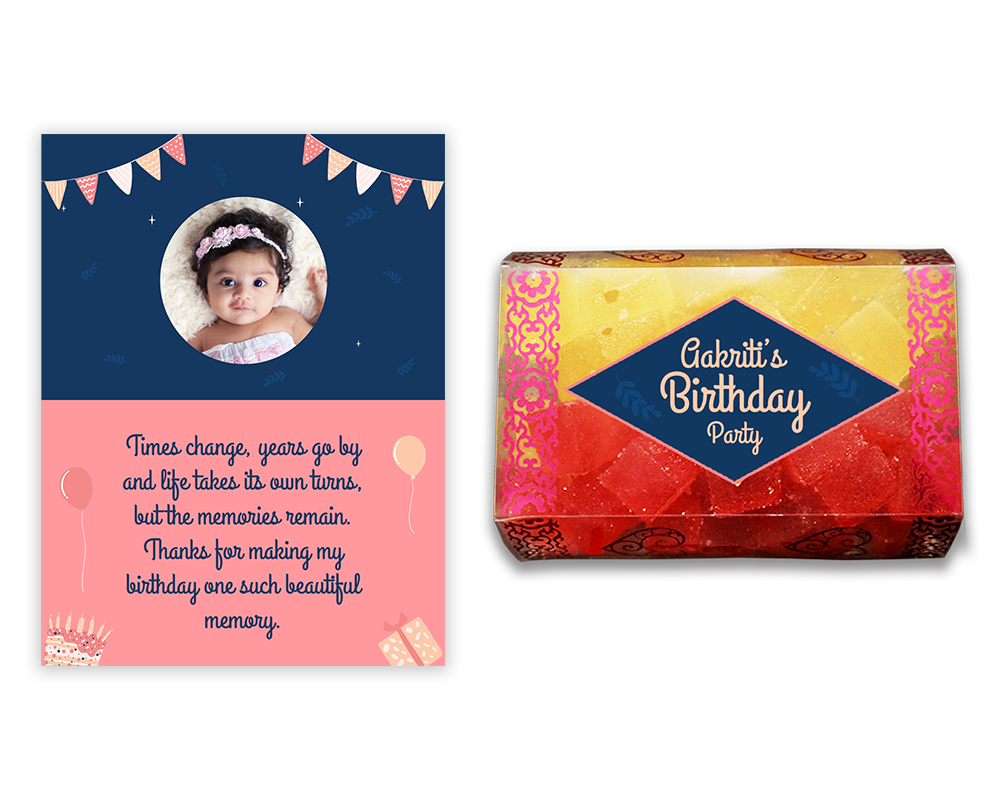 Times change, years go by
and life takes its own turns,
but the memories remain.
Thanks for making my
birthday one such beautiful
memory.
Aakriti's
Birthday
Party